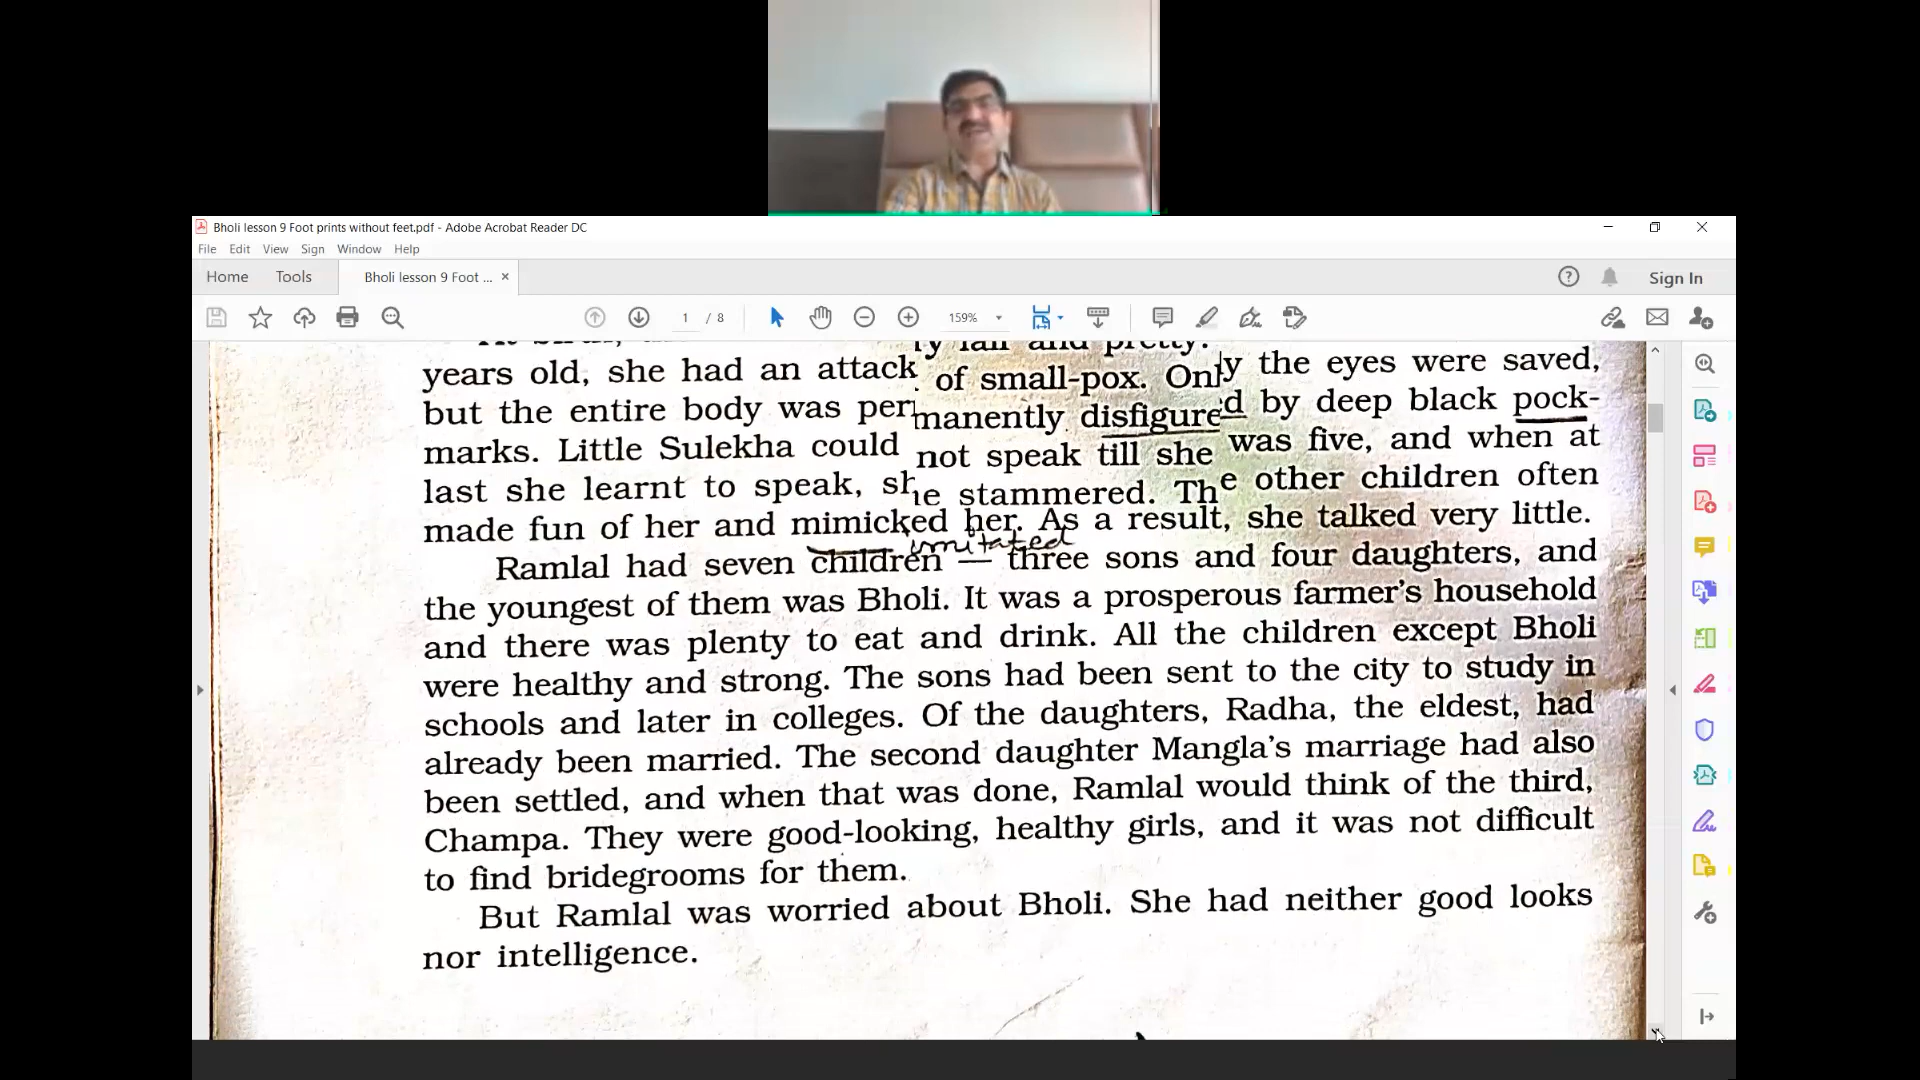 Bholi lesson 9 Foot prints without feet.pdf - Adobe Acrobat Reader DC
File Edit View Sign Window Help
Home Tools Bholi lesson 9 Foot ... × Sign In
1 / 8 159%
ry fair and pretty.
years old, she had an attack of small-pox. Only the eyes were saved,
but the entire body was permanently disfigured by deep black pock-
marks. Little Sulekha could not speak till she was five, and when at
last she learnt to speak, she stammered. The other children often
made fun of her and mimicked her. As a result, she talked very little.
imitated
Ramlal had seven children — three sons and four daughters, and
the youngest of them was Bholi. It was a prosperous farmer's household
and there was plenty to eat and drink. All the children except Bholi
were healthy and strong. The sons had been sent to the city to study in
schools and later in colleges. Of the daughters, Radha, the eldest, had
already been married. The second daughter Mangla's marriage had also
been settled, and when that was done, Ramlal would think of the third,
Champa. They were good-looking, healthy girls, and it was not difficult
to find bridegrooms for them.
But Ramlal was worried about Bholi. She had neither good looks
nor intelligence.